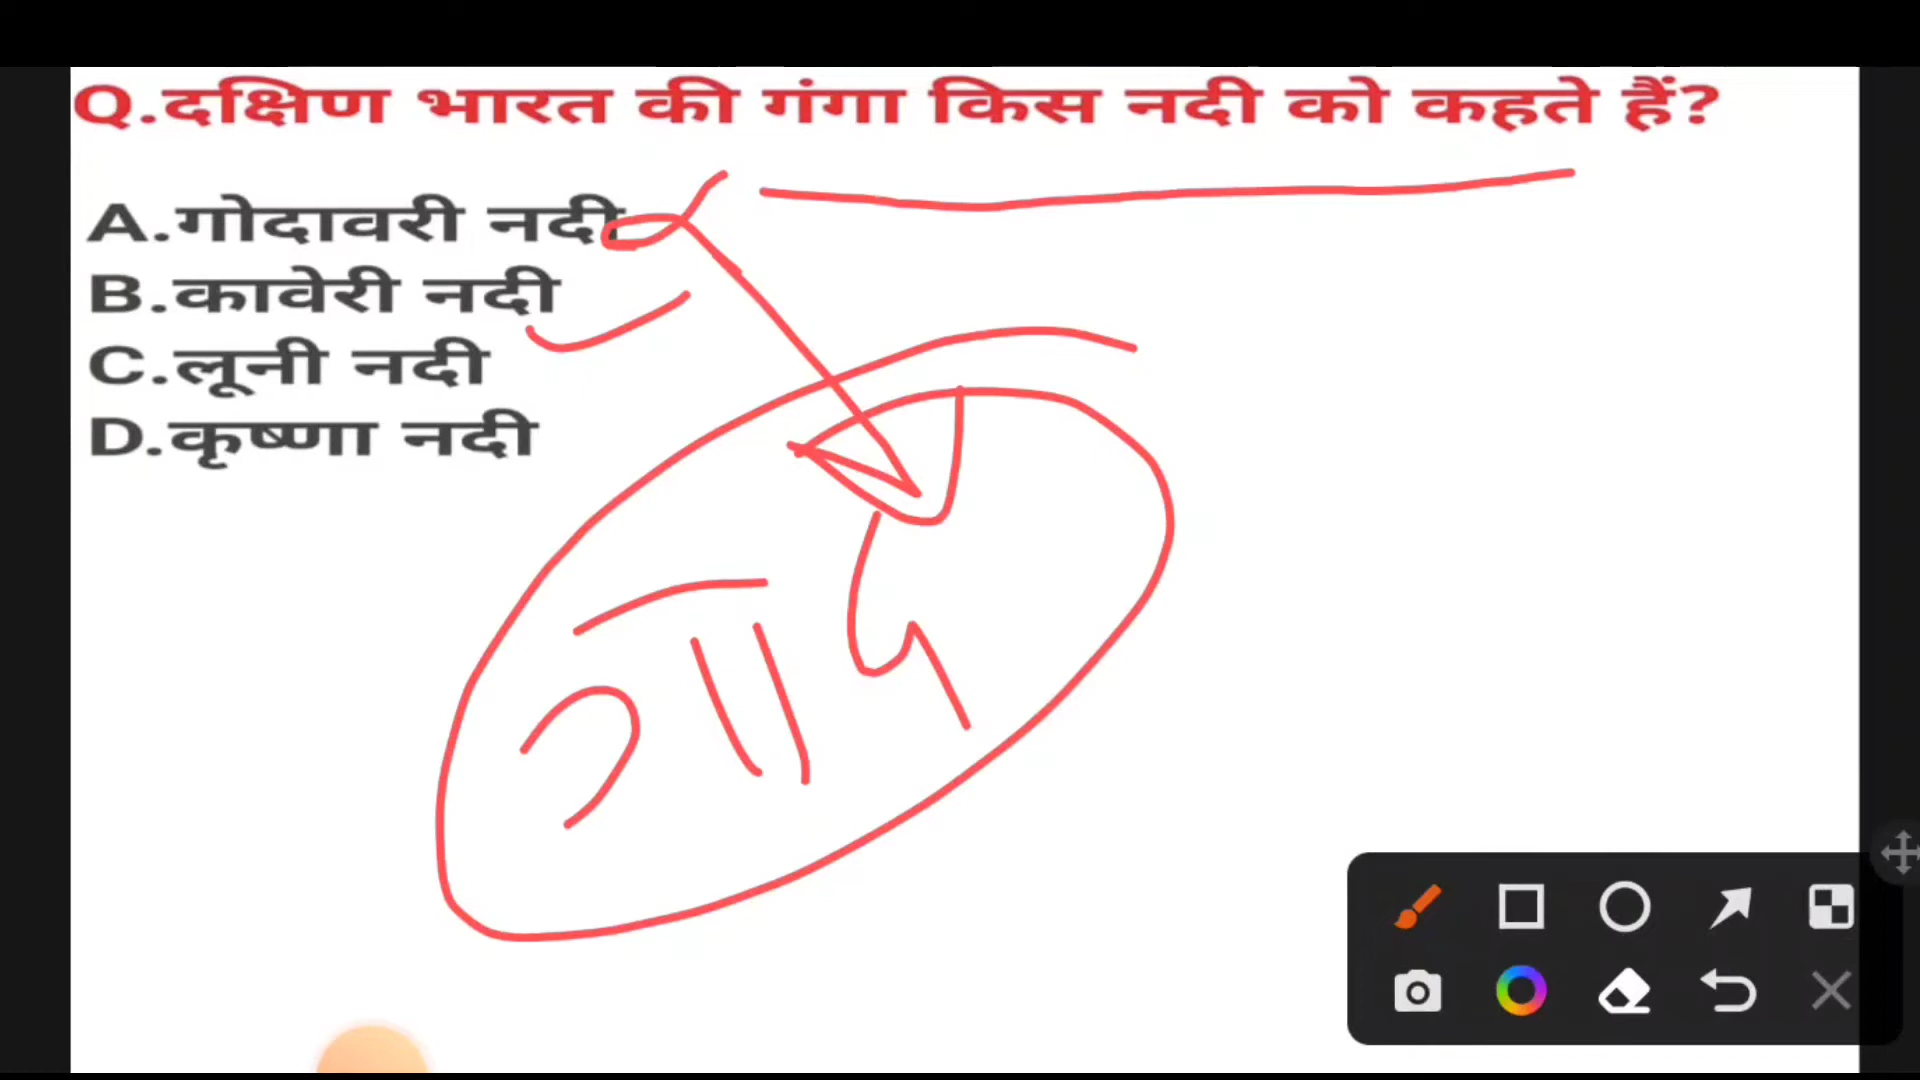 Q.दक्षिण भारत की गंगा किस नदी को कहते हैं?
A.गोदावरी नदी
B.कावेरी नदी
C.लूनी नदी
D.कृष्णा नदी